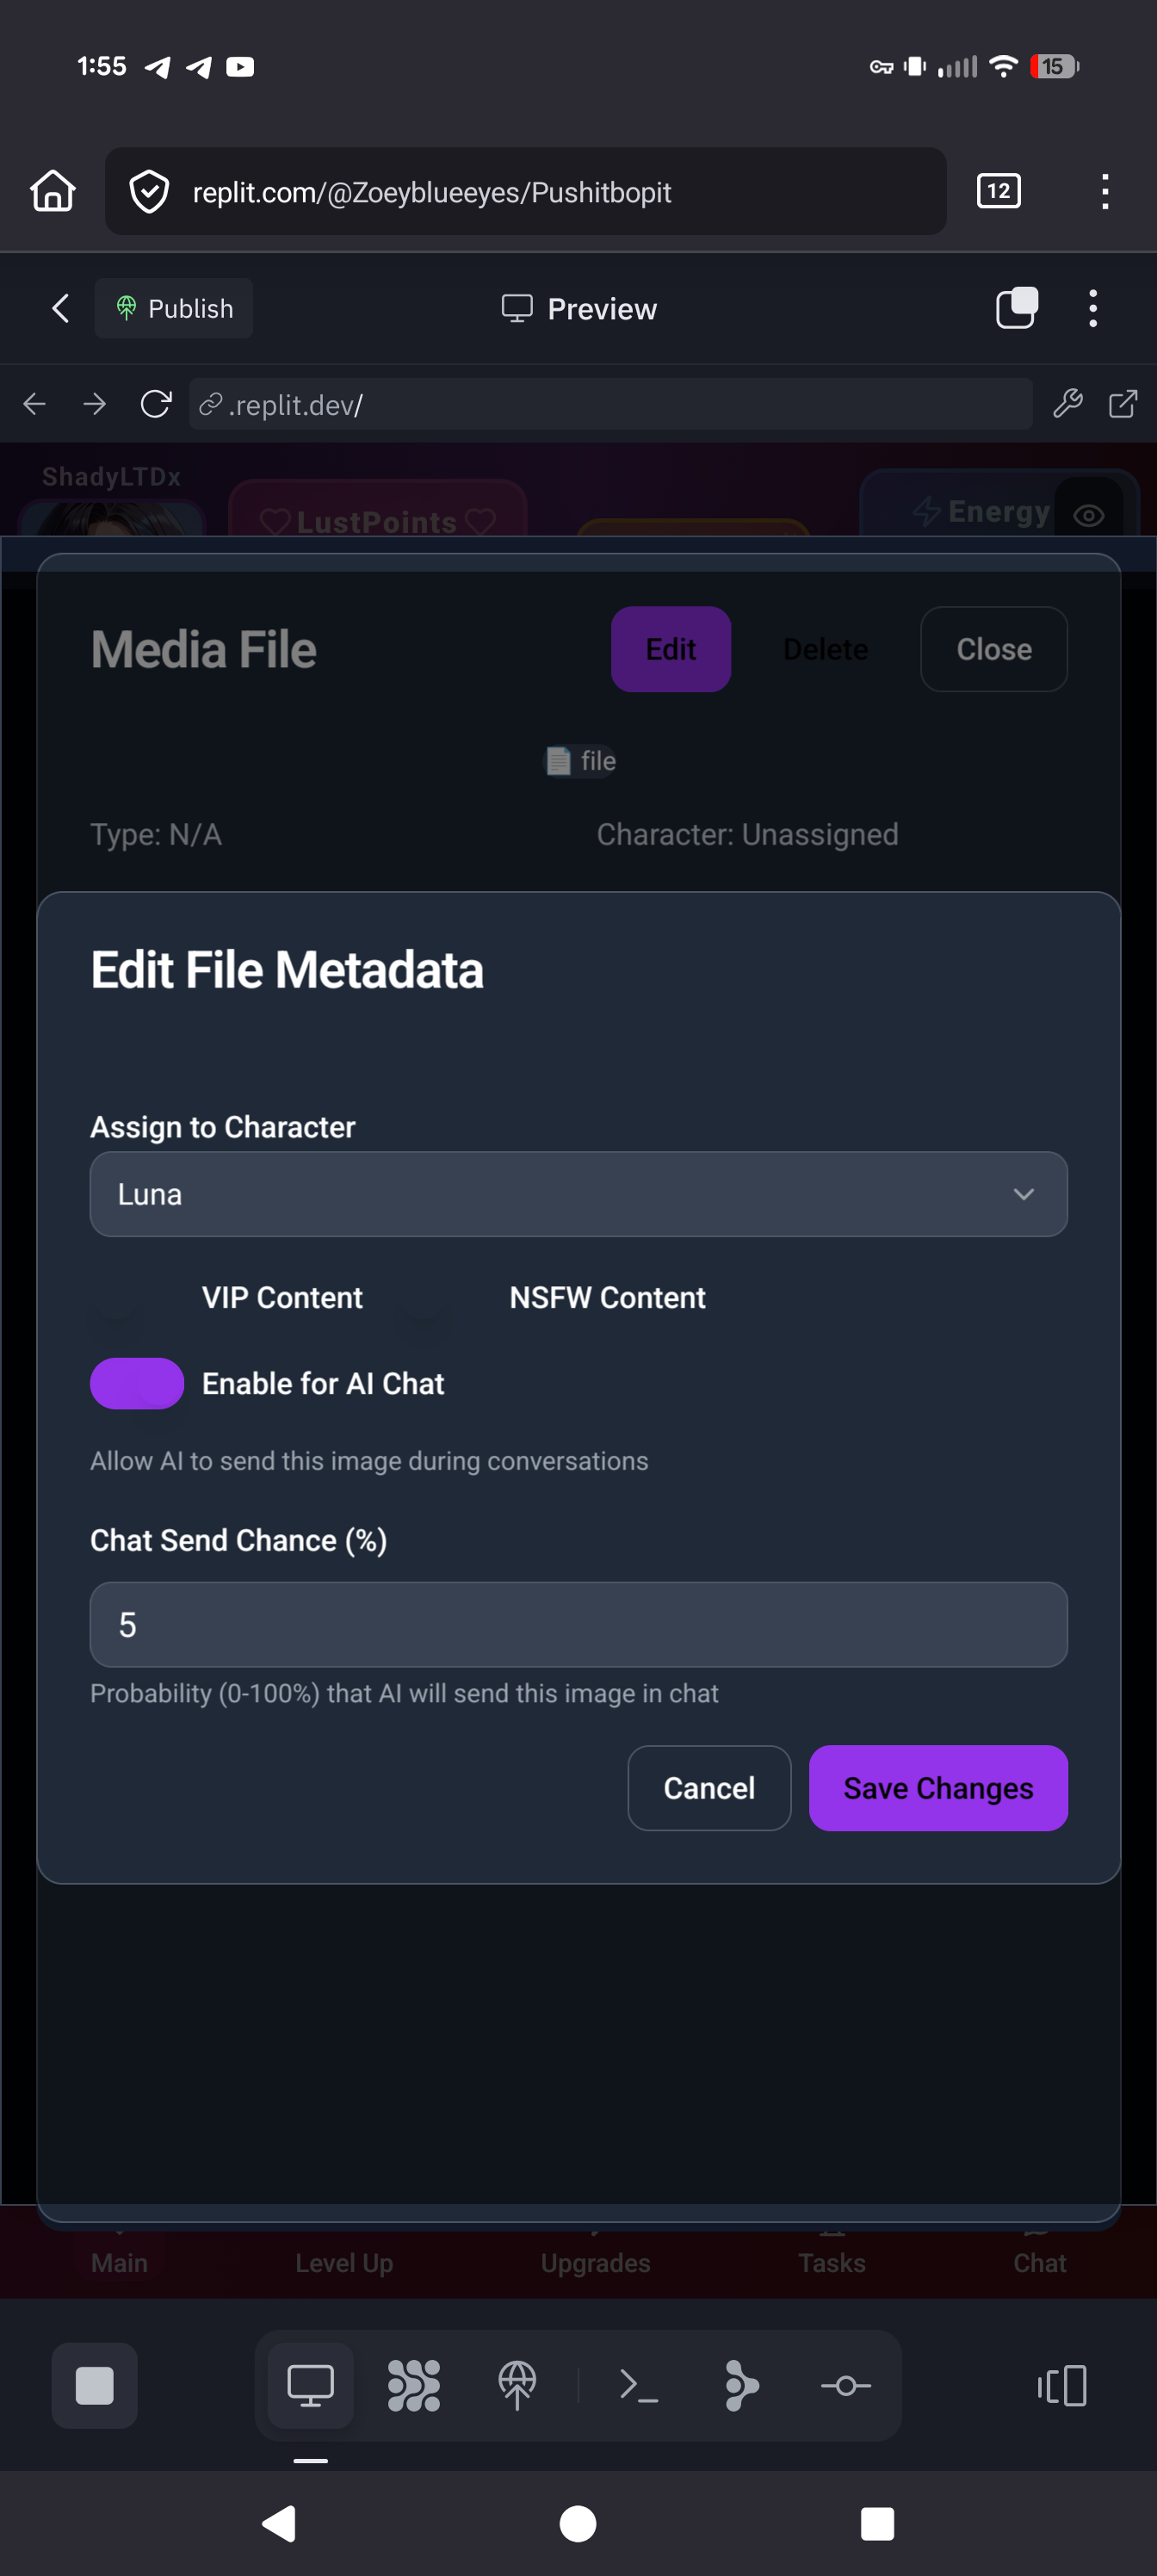 1:55
15
replit.com/@Zoeyblueeyes/Pushitbopit
12
Publish
Preview
.replit.dev/
ShadyLTDx
LustPoints
Energy
Media File
Edit
Delete
Close
file
Type: N/A
Character: Unassigned
Edit File Metadata
Assign to Character
Luna
VIP Content
NSFW Content
Enable for AI Chat
Allow AI to send this image during conversations
Chat Send Chance (%)
5
Probability (0-100%) that AI will send this image in chat
Cancel
Save Changes
Main
Level Up
Upgrades
Tasks
Chat